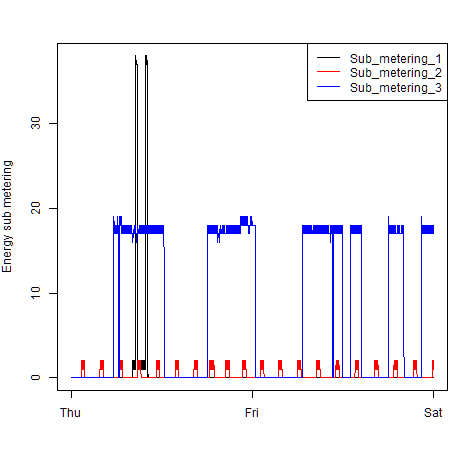 Sub_metering_1
Sub_metering_2
Sub_metering_3
Energy sub metering
30
20
10
0
Thu Fri Sat